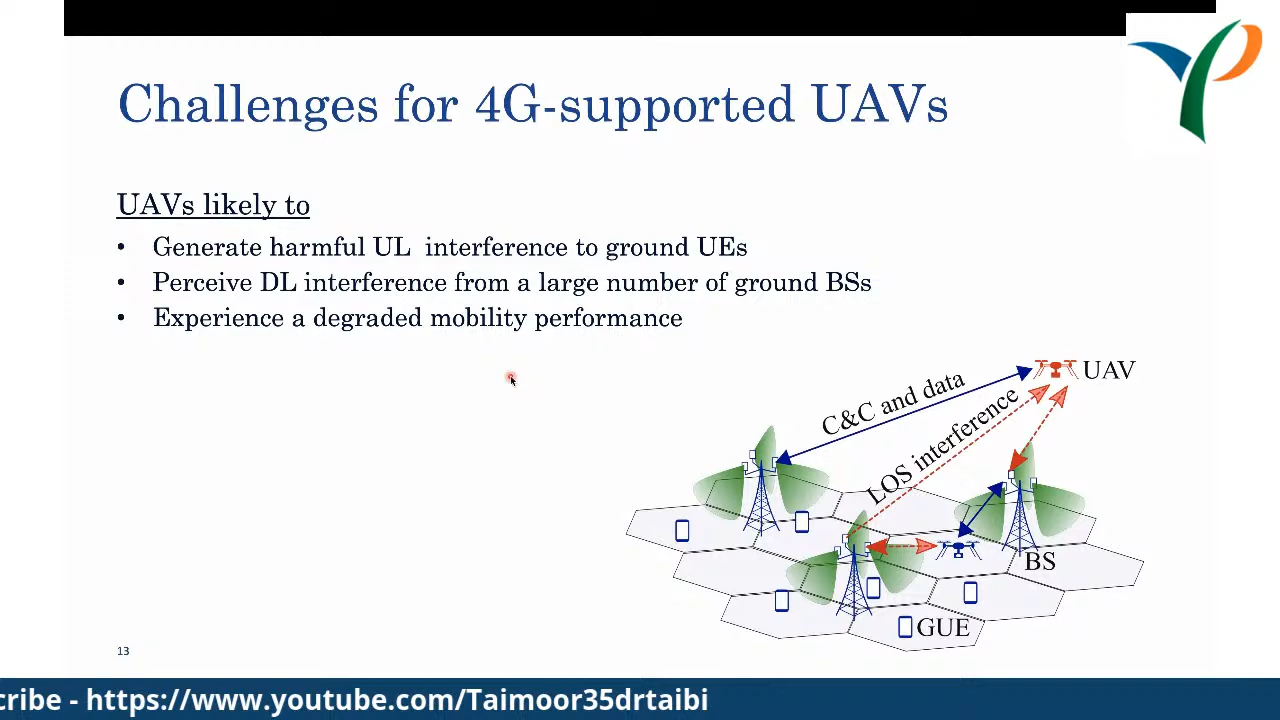 Challenges for 4G-supported UAVs
UAVs likely to
• Generate harmful UL interference to ground UEs
• Perceive DL interference from a large number of ground BSs
• Experience a degraded mobility performance
UAV
C&C and data
LOS interference
BS
GUE
13
cribe - https://www.youtube.com/Taimoor35drtaibi